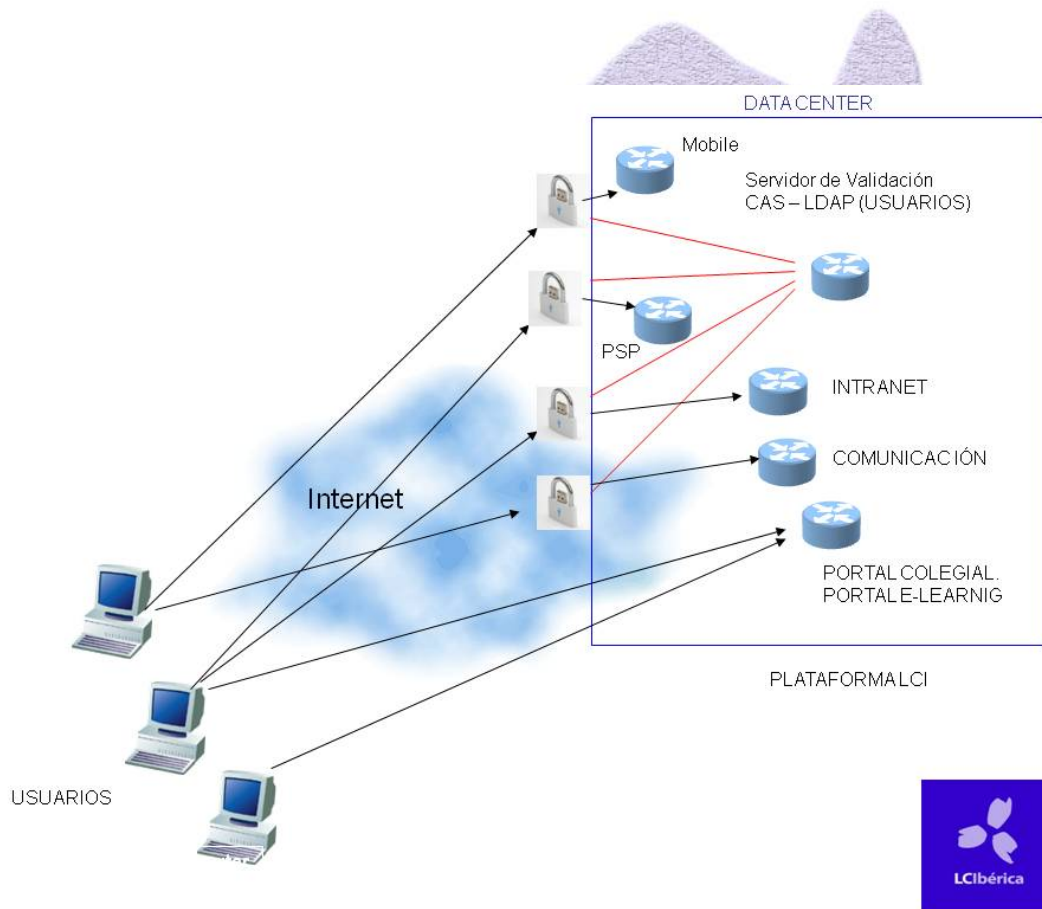 DATA CENTER
Mobile
Servidor de Validación
CAS – LDAP (USUARIOS)
PSP
INTRANET
COMUNICACIÓN
Internet
PORTAL COLEGIAL.
PORTAL E-LEARNIG
PLATAFORMA LCI
USUARIOS
LCIbérica